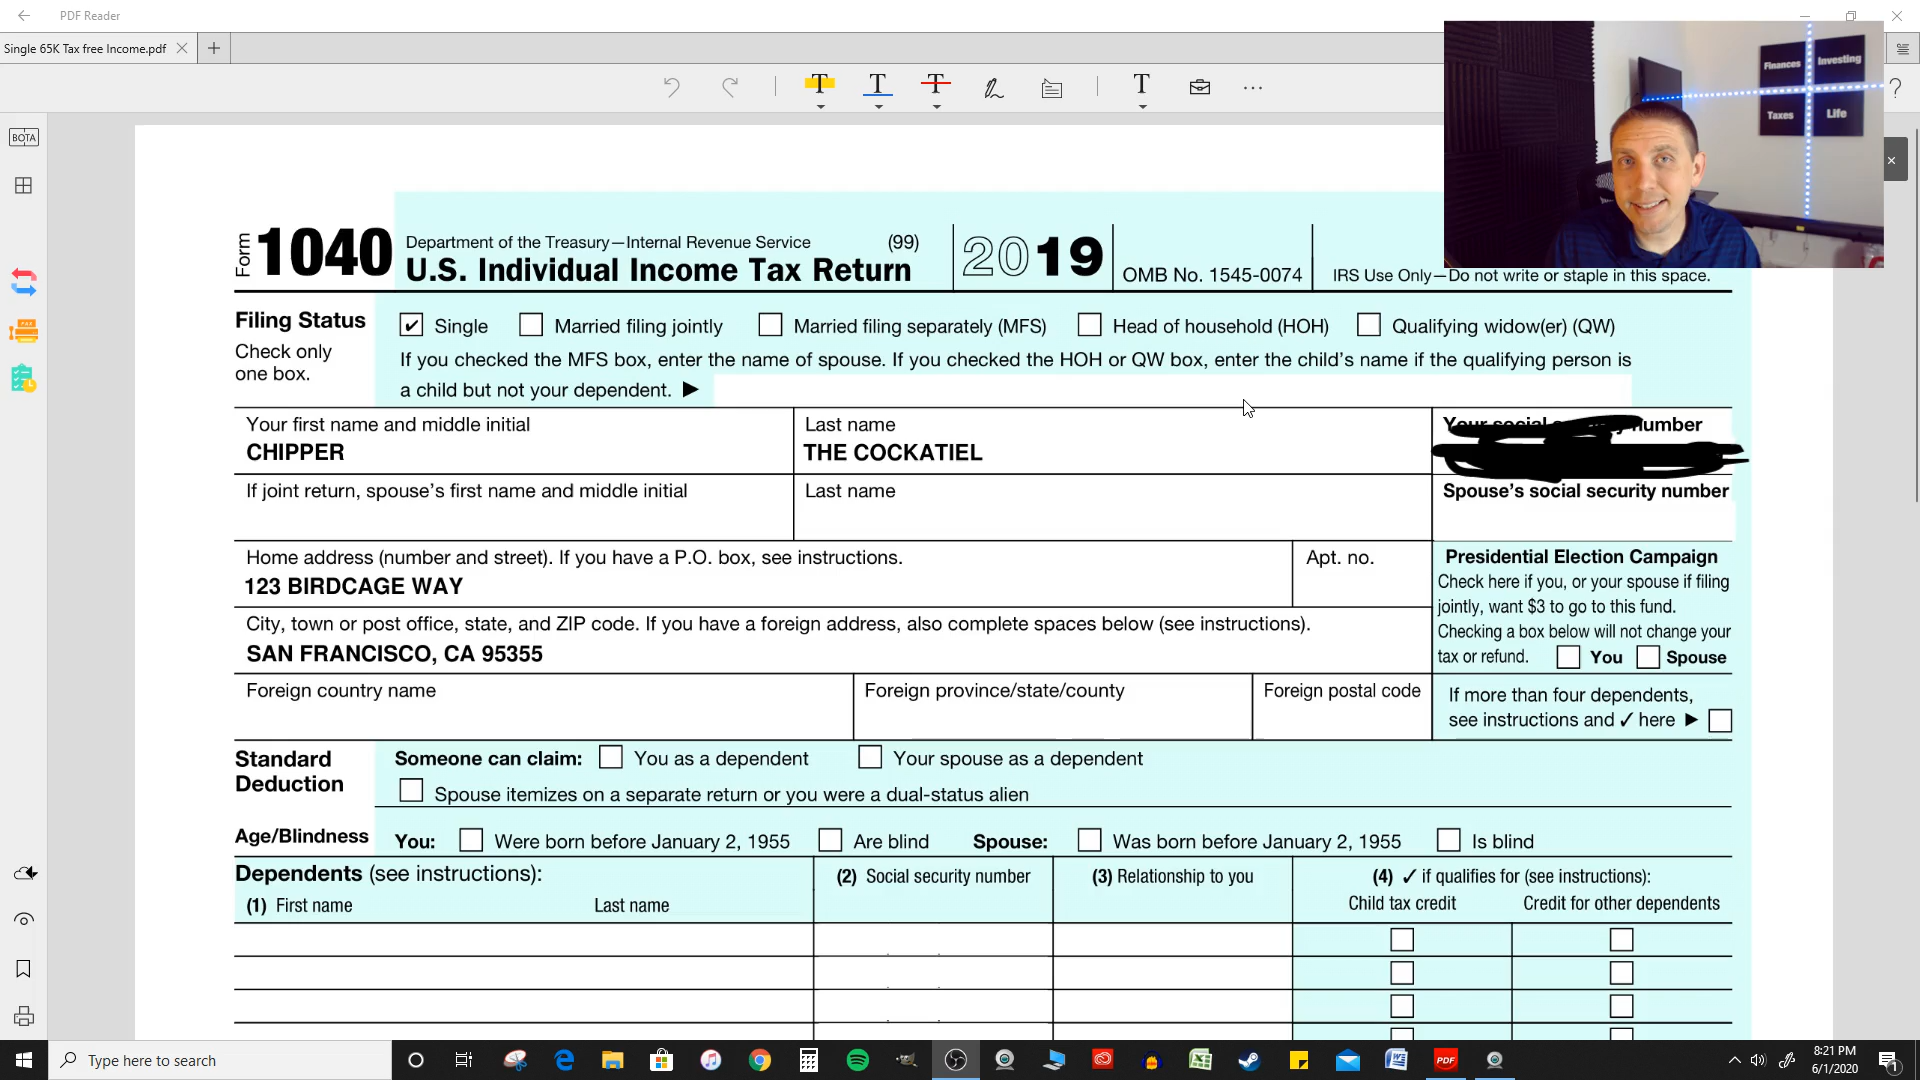 PDF Reader
Single 65K Tax free Income.pdf
T T T T ...
?
BOTA
Finances Investing
Taxes Life
Form 1040 Department of the Treasury—Internal Revenue Service (99)
U.S. Individual Income Tax Return 2019 OMB No. 1545-0074 IRS Use Only—Do not write or staple in this space.
Filing Status
Check only
one box.
✔ Single Married filing jointly Married filing separately (MFS) Head of household (HOH) Qualifying widow(er) (QW)
If you checked the MFS box, enter the name of spouse. If you checked the HOH or QW box, enter the child's name if the qualifying person is
a child but not your dependent. ▶
Your first name and middle initial Last name Your social security number
CHIPPER THE COCKATIEL
If joint return, spouse's first name and middle initial Last name Spouse's social security number
Home address (number and street). If you have a P.O. box, see instructions. Apt. no.
123 BIRDCAGE WAY
City, town or post office, state, and ZIP code. If you have a foreign address, also complete spaces below (see instructions).
SAN FRANCISCO, CA 95355
Presidential Election Campaign
Check here if you, or your spouse if filing
jointly, want $3 to go to this fund.
Checking a box below will not change your
tax or refund. You Spouse
Foreign country name Foreign province/state/county Foreign postal code
If more than four dependents,
see instructions and ✓ here ▶
Standard
Deduction
Someone can claim: You as a dependent Your spouse as a dependent
Spouse itemizes on a separate return or you were a dual-status alien
Age/Blindness You: Were born before January 2, 1955 Are blind Spouse: Was born before January 2, 1955 Is blind
Dependents (see instructions): (2) Social security number (3) Relationship to you (4) ✓ if qualifies for (see instructions):
(1) First name Last name Child tax credit Credit for other dependents
Type here to search
PDF
8:21 PM
6/1/2020
1